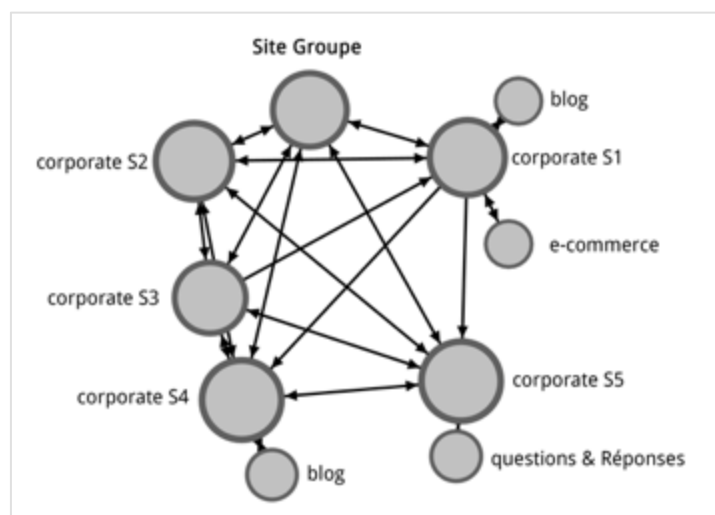 Site Groupe
blog
corporate S2
corporate S1
e-commerce
corporate S3
corporate S5
corporate S4
questions & Réponses
blog